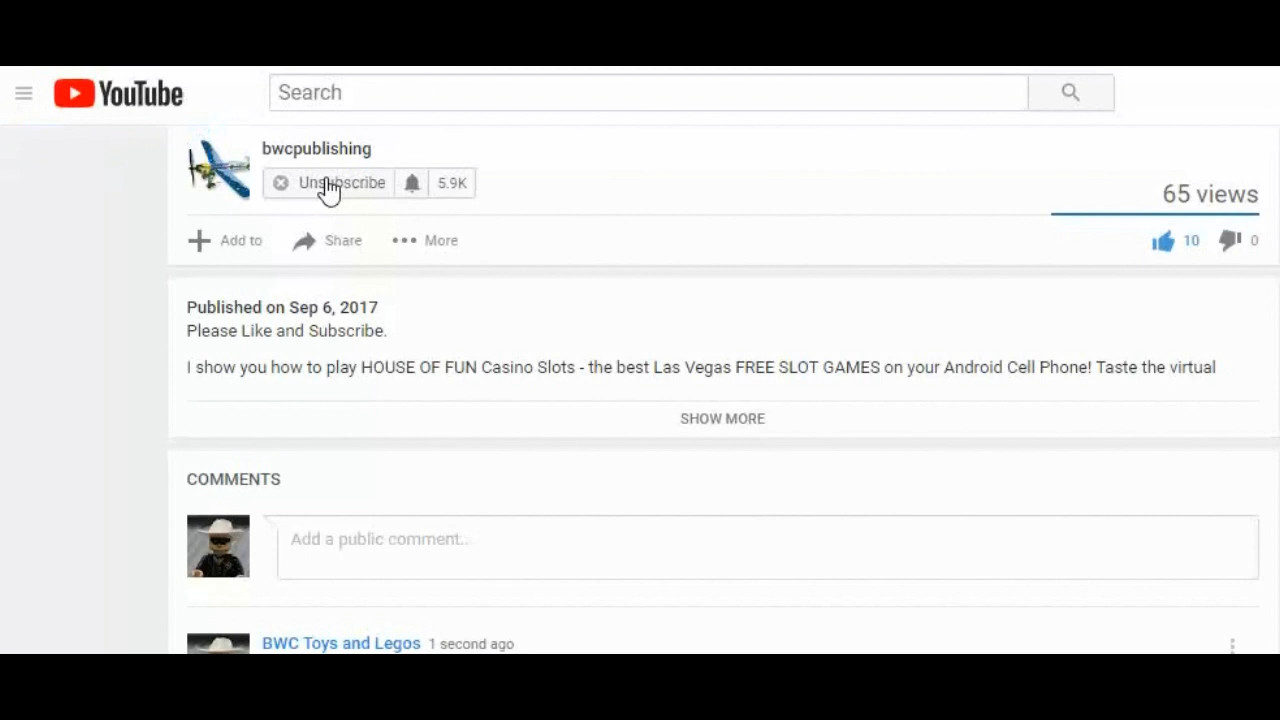 YouTube
Search
bwcpublishing
Unsubscribe 5.9K
65 views
Add to Share More 10 0
Published on Sep 6, 2017
Please Like and Subscribe.
I show you how to play HOUSE OF FUN Casino Slots - the best Las Vegas FREE SLOT GAMES on your Android Cell Phone! Taste the virtual
SHOW MORE
COMMENTS
Add a public comment..
BWC Toys and Legos 1 second ago